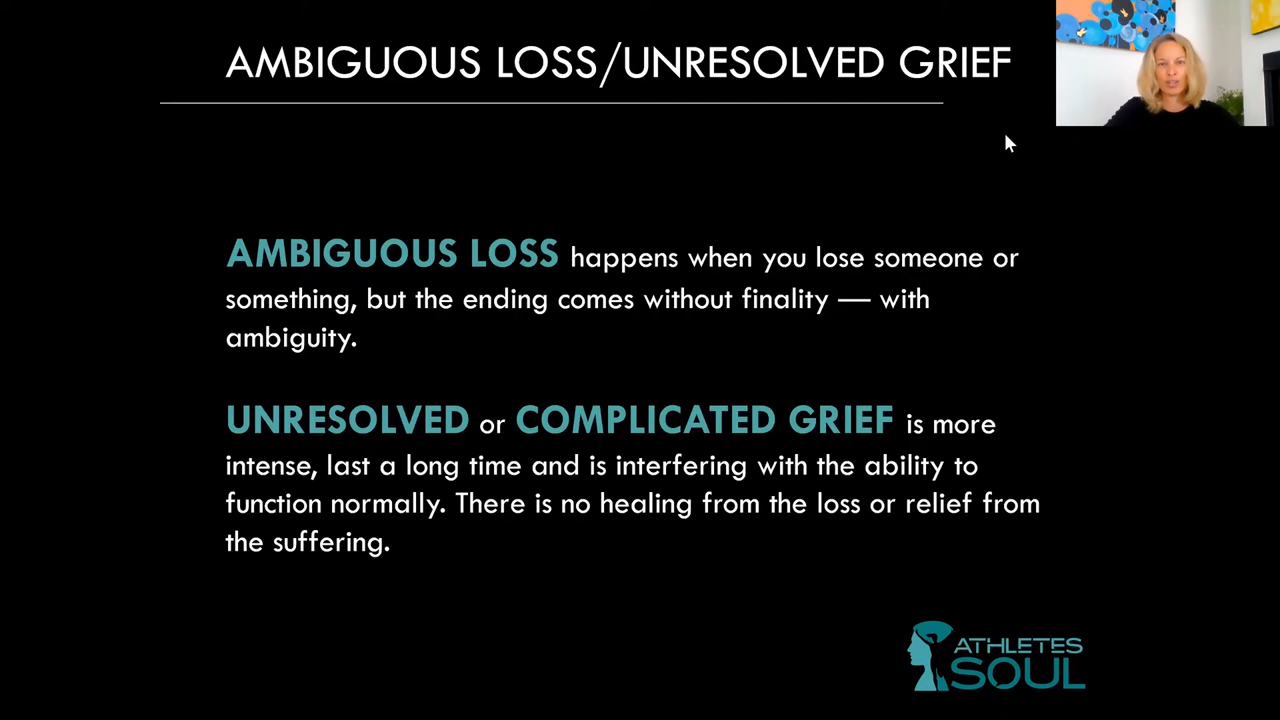 AMBIGUOUS LOSS/UNRESOLVED GRIEF
AMBIGUOUS LOSS happens when you lose someone or
something, but the ending comes without finality — with
ambiguity.
UNRESOLVED or COMPLICATED GRIEF is more
intense, last a long time and is interfering with the ability to
function normally. There is no healing from the loss or relief from
the suffering.
ATHLETES
SOUL